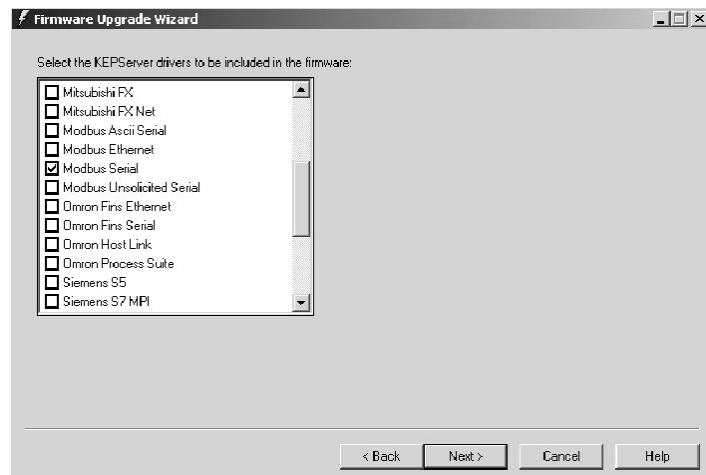 Firmware Upgrade Wizard
Select the KEPServer drivers to be included in the firmware:
Mitsubishi FX
Mitsubishi FX Net
Modbus Ascii Serial
Modbus Ethernet
Modbus Serial
Modbus Unsolicited Serial
Omron Fins Ethernet
Omron Fins Serial
Omron Host Link
Omron Process Suite
Siemens S5
Siemens S7 MPI
< Back Next > Cancel Help